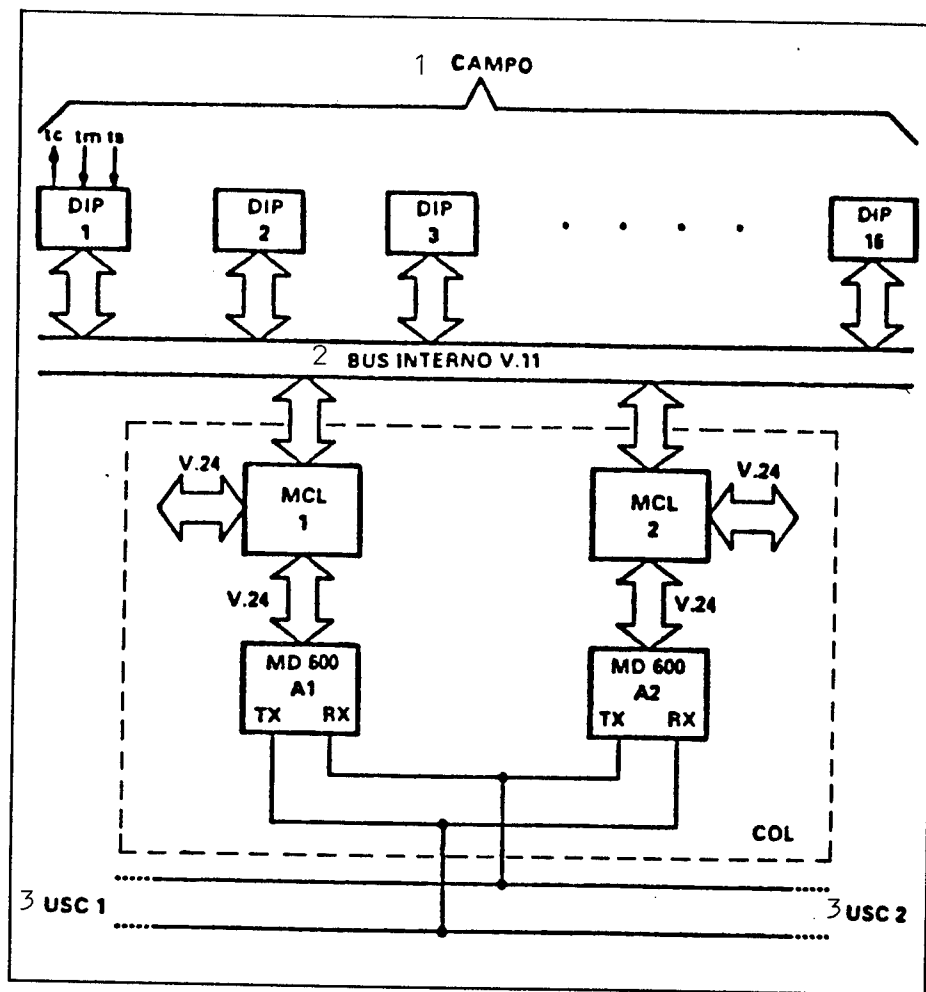 1 CAMPO
tc tm ts
DIP 1
DIP 2
DIP 3
. . . .
DIP 16
2 BUS INTERNO V.11
V.24
MCL 1
MCL 2
V.24
V.24
V.24
MD 600 A1
TX RX
MD 600 A2
TX RX
COL
3 USC 1
3 USC 2